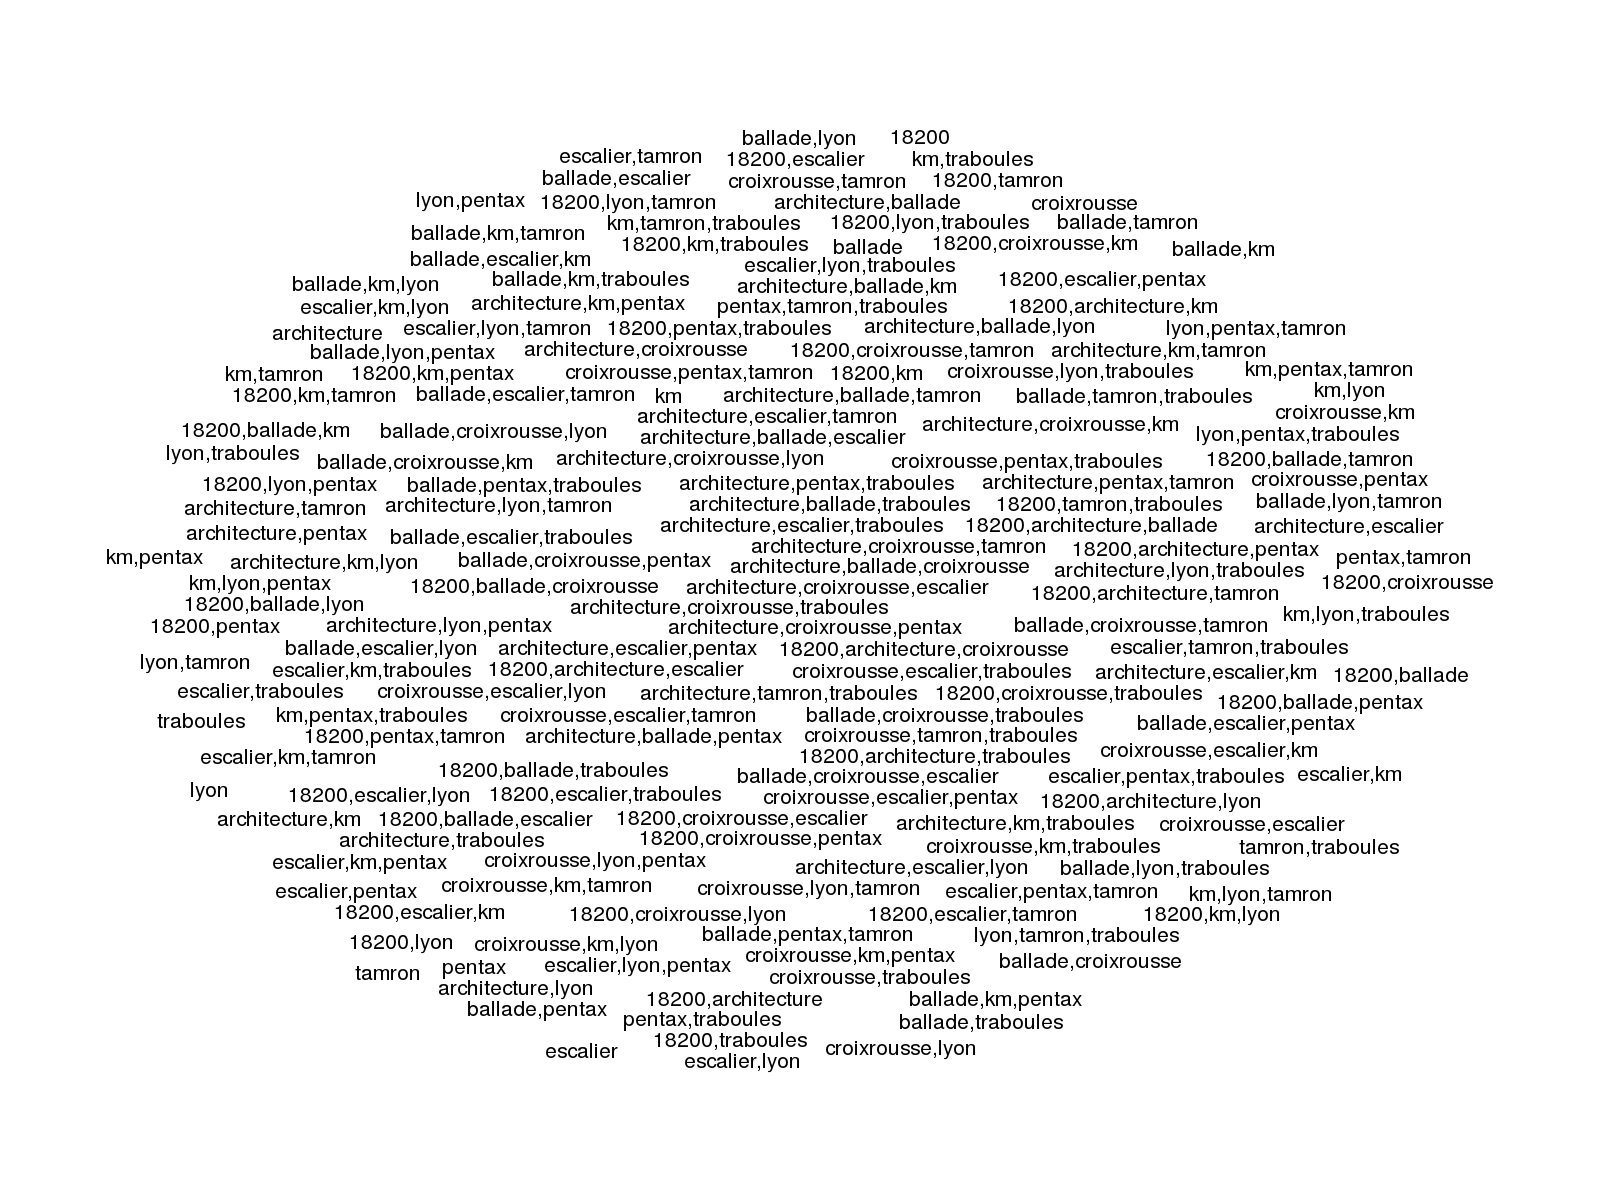 ballade,lyon 18200
escalier,tamron 18200,escalier km,traboules
ballade,escalier croixrousse,tamron 18200,tamron
lyon,pentax 18200,lyon,tamron architecture,ballade croixrousse
km,tamron,traboules 18200,lyon,traboules ballade,tamron
ballade,km,tamron 18200,km,traboules ballade 18200,croixrousse,km ballade,km
ballade,escalier,km escalier,lyon,traboules
ballade,km,lyon ballade,km,traboules architecture,ballade,km 18200,escalier,pentax
escalier,km,lyon architecture,km,pentax pentax,tamron,traboules 18200,architecture,km
architecture escalier,lyon,tamron 18200,pentax,traboules architecture,ballade,lyon lyon,pentax,tamron
ballade,lyon,pentax architecture,croixrousse 18200,croixrousse,tamron architecture,km,tamron
km,tamron 18200,km,pentax croixrousse,pentax,tamron 18200,km croixrousse,lyon,traboules km,pentax,tamron
18200,km,tamron ballade,escalier,tamron km architecture,ballade,tamron ballade,tamron,traboules km,lyon
architecture,escalier,tamron architecture,croixrousse,km croixrousse,km
18200,ballade,km ballade,croixrousse,lyon architecture,ballade,escalier lyon,pentax,traboules
lyon,traboules ballade,croixrousse,km architecture,croixrousse,lyon croixrousse,pentax,traboules 18200,ballade,tamron
18200,lyon,pentax ballade,pentax,traboules architecture,pentax,traboules architecture,pentax,tamron croixrousse,pentax
architecture,tamron architecture,lyon,tamron architecture,ballade,traboules 18200,tamron,traboules ballade,lyon,tamron
architecture,pentax ballade,escalier,traboules architecture,escalier,traboules 18200,architecture,ballade architecture,escalier
km,pentax architecture,km,lyon ballade,croixrousse,pentax architecture,croixrousse,tamron 18200,architecture,pentax pentax,tamron
architecture,ballade,croixrousse architecture,lyon,traboules
km,lyon,pentax 18200,ballade,croixrousse architecture,croixrousse,escalier 18200,architecture,tamron 18200,croixrousse
18200,ballade,lyon architecture,croixrousse,traboules km,lyon,traboules
18200,pentax architecture,lyon,pentax architecture,croixrousse,pentax ballade,croixrousse,tamron
ballade,escalier,lyon architecture,escalier,pentax 18200,architecture,croixrousse escalier,tamron,traboules
lyon,tamron escalier,km,traboules 18200,architecture,escalier croixrousse,escalier,traboules architecture,escalier,km 18200,ballade
escalier,traboules croixrousse,escalier,lyon architecture,tamron,traboules 18200,croixrousse,traboules 18200,ballade,pentax
traboules km,pentax,traboules croixrousse,escalier,tamron ballade,croixrousse,traboules ballade,escalier,pentax
18200,pentax,tamron architecture,ballade,pentax croixrousse,tamron,traboules
escalier,km,tamron 18200,architecture,traboules croixrousse,escalier,km
18200,ballade,traboules ballade,croixrousse,escalier escalier,pentax,traboules escalier,km
lyon 18200,escalier,lyon 18200,escalier,traboules croixrousse,escalier,pentax 18200,architecture,lyon
architecture,km 18200,ballade,escalier 18200,croixrousse,escalier architecture,km,traboules croixrousse,escalier
architecture,traboules 18200,croixrousse,pentax croixrousse,km,traboules tamron,traboules
escalier,km,pentax croixrousse,lyon,pentax architecture,escalier,lyon ballade,lyon,traboules
escalier,pentax croixrousse,km,tamron croixrousse,lyon,tamron escalier,pentax,tamron km,lyon,tamron
18200,escalier,km 18200,croixrousse,lyon 18200,escalier,tamron 18200,km,lyon
18200,lyon croixrousse,km,lyon ballade,pentax,tamron lyon,tamron,traboules
tamron pentax escalier,lyon,pentax croixrousse,km,pentax ballade,croixrousse
croixrousse,traboules
architecture,lyon 18200,architecture ballade,km,pentax
ballade,pentax pentax,traboules ballade,traboules
escalier 18200,traboules croixrousse,lyon
escalier,lyon